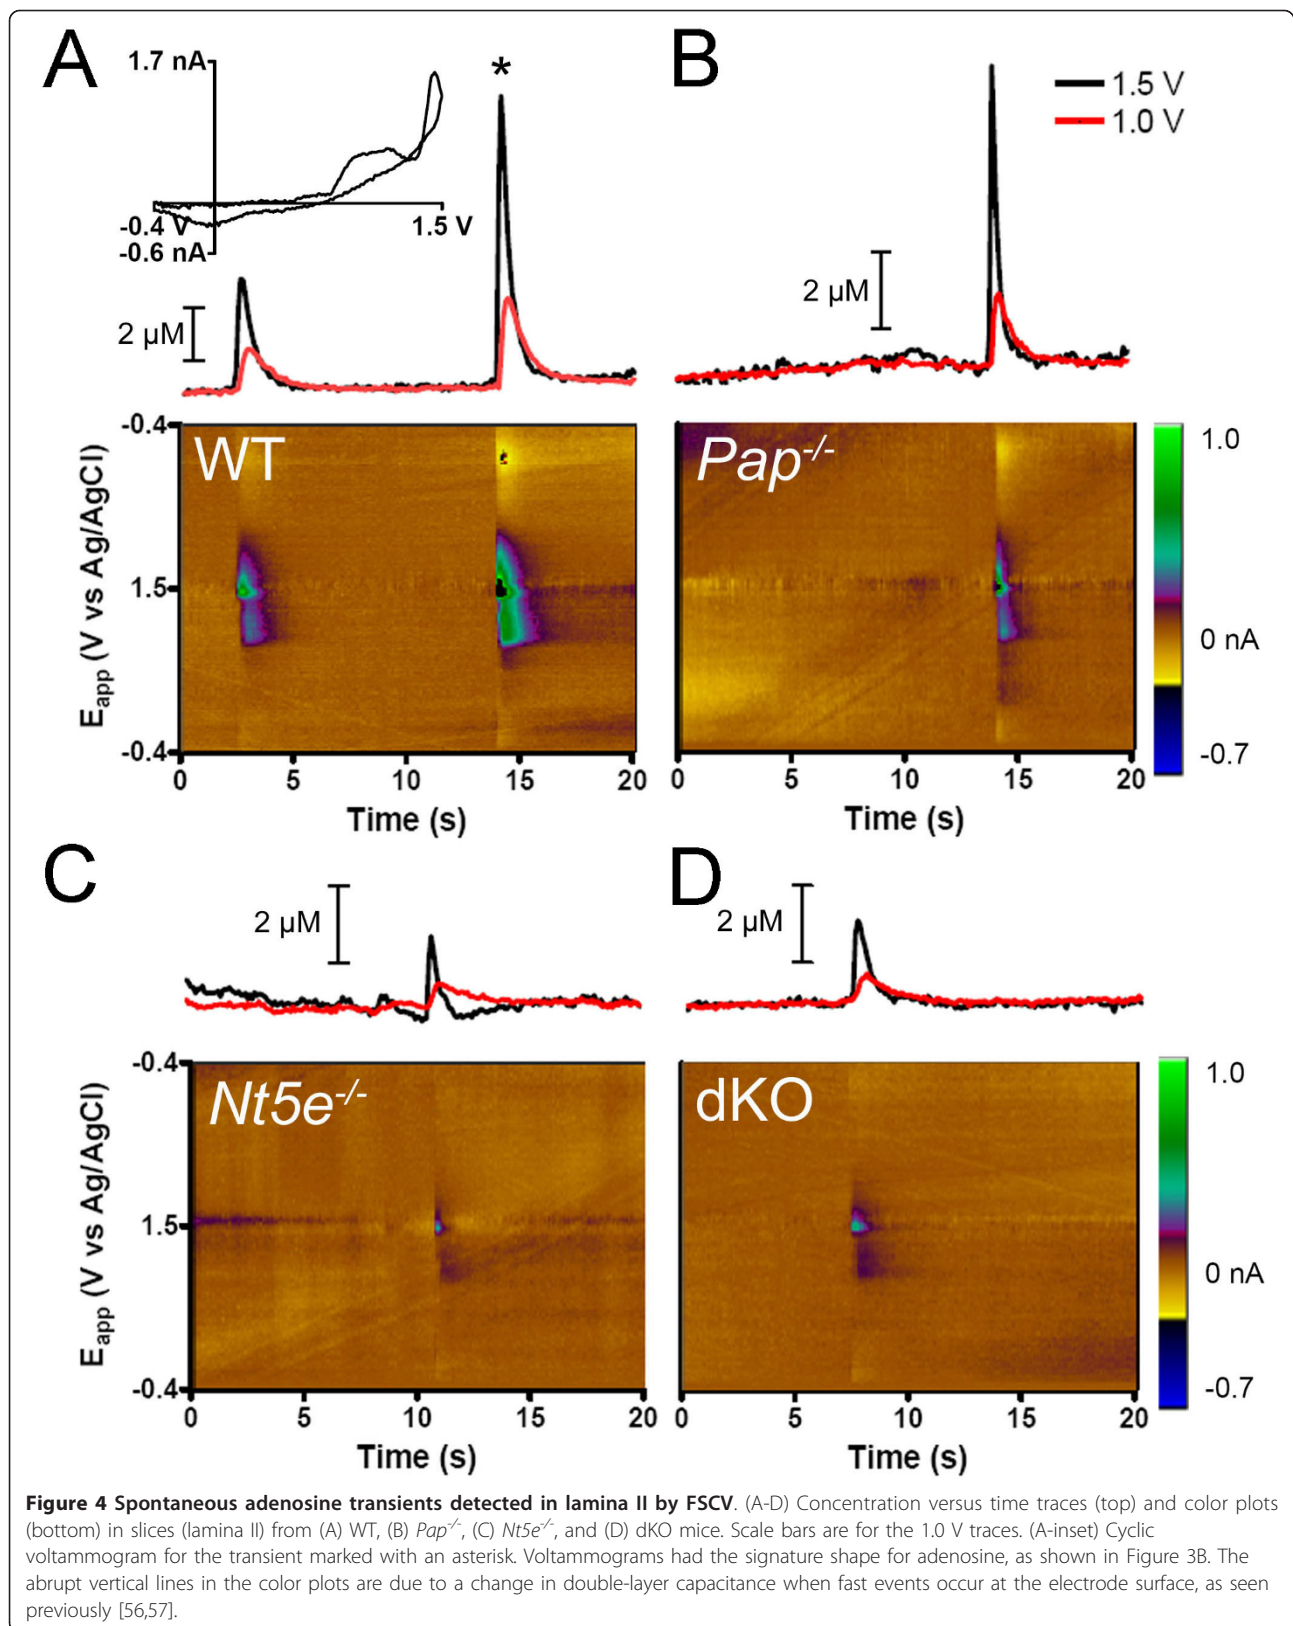 A
1.7 nA
*
-0.4 V
1.5 V
-0.6 nA
2 µM
B
1.5 V
1.0 V
2 µM
-0.4
1.5
-0.4
Eapp (V vs Ag/AgCl)
WT
0 5 10 15 20
Time (s)
Pap-/-
0 5 10 15 20
Time (s)
1.0
0 nA
-0.7
C
2 µM
D
2 µM
-0.4
1.5
-0.4
Eapp (V vs Ag/AgCl)
Nt5e-/-
0 5 10 15 20
Time (s)
dKO
0 5 10 15 20
Time (s)
1.0
0 nA
-0.7
Figure 4 Spontaneous adenosine transients detected in lamina II by FSCV. (A-D) Concentration versus time traces (top) and color plots
(bottom) in slices (lamina II) from (A) WT, (B) Pap-/-, (C) Nt5e-/-, and (D) dKO mice. Scale bars are for the 1.0 V traces. (A-inset) Cyclic
voltammogram for the transient marked with an asterisk. Voltammograms had the signature shape for adenosine, as shown in Figure 3B. The
abrupt vertical lines in the color plots are due to a change in double-layer capacitance when fast events occur at the electrode surface, as seen
previously [56,57].